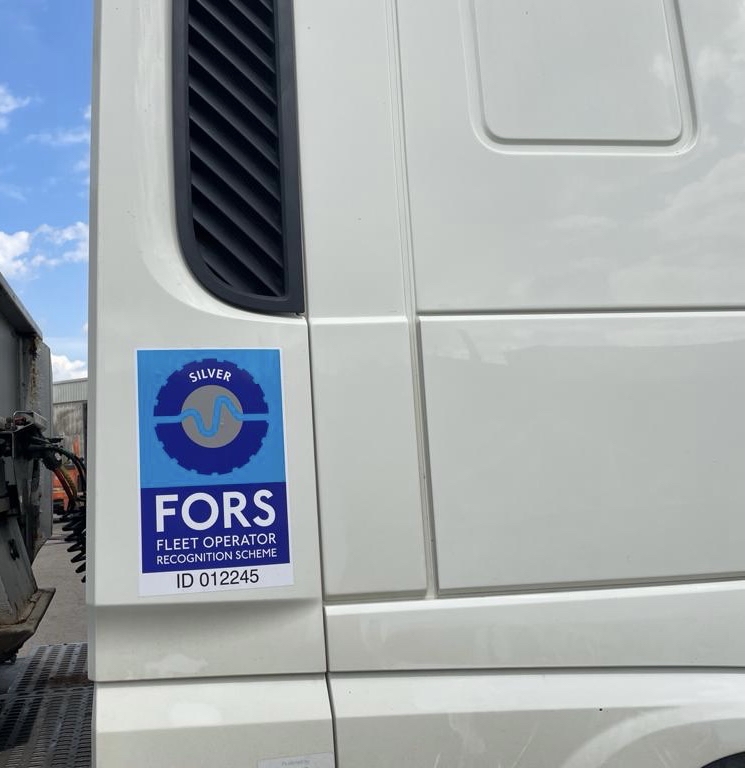 SILVER
FORS
FLEET OPERATOR
RECOGNITION SCHEME
ID 012245